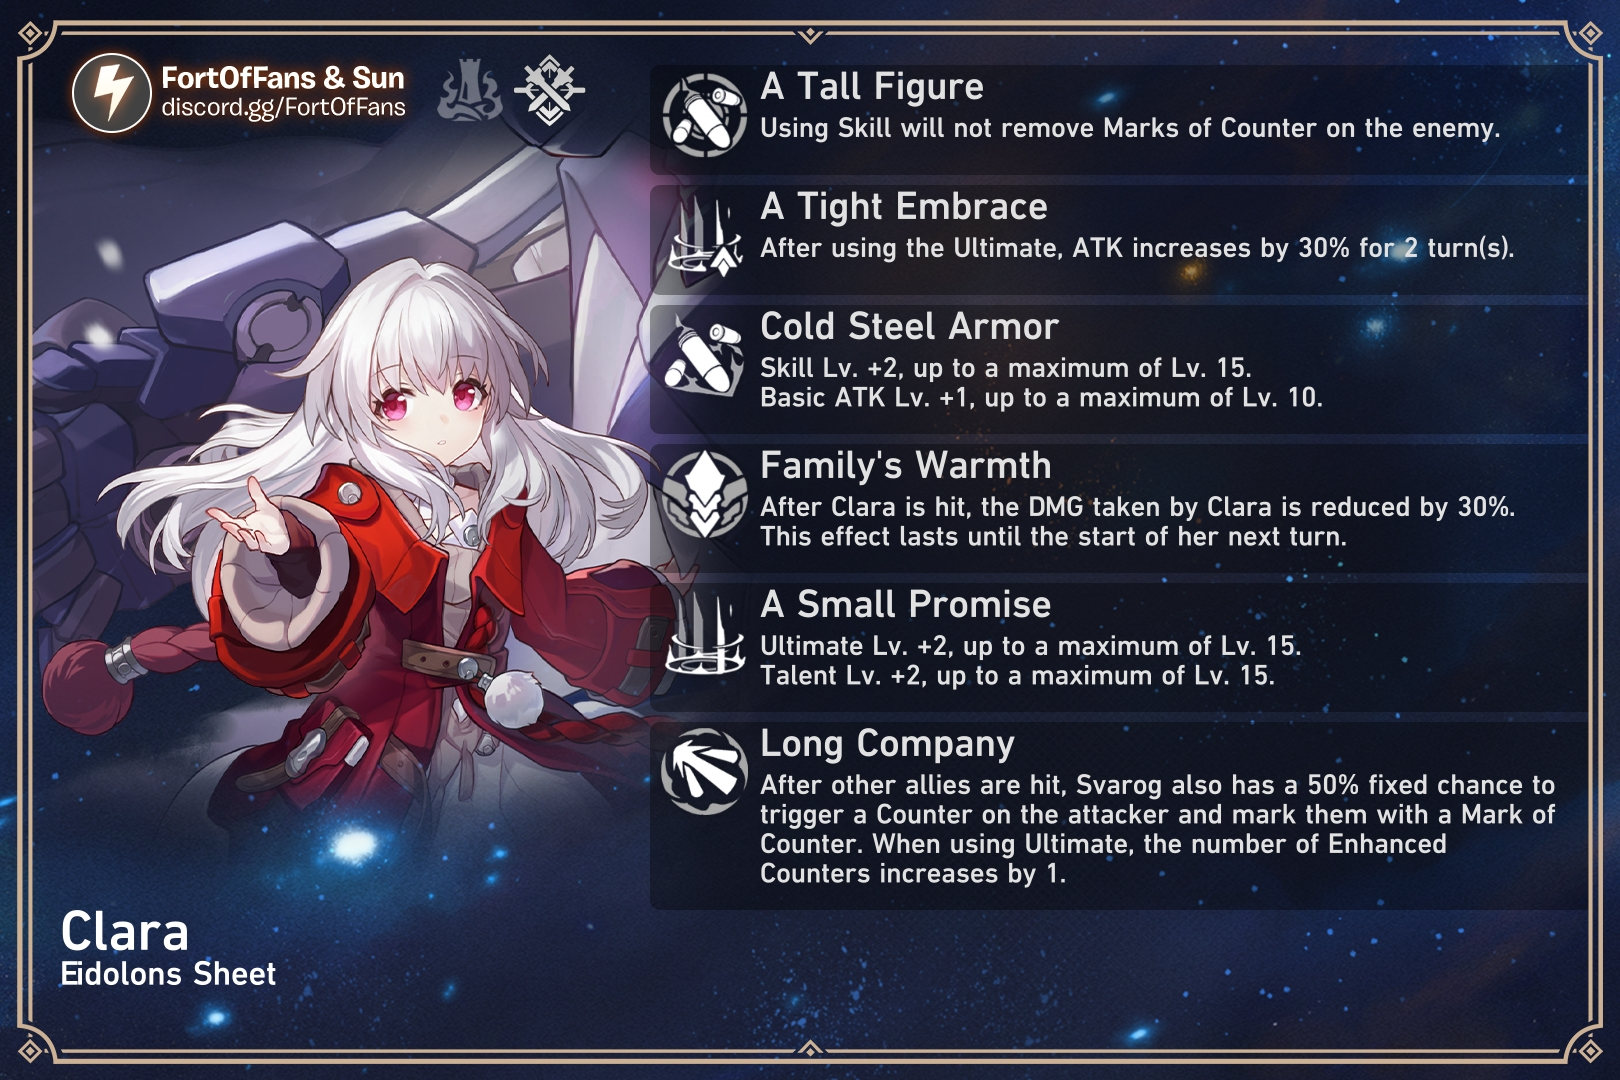 FortOfFans & Sun
discord.gg/FortOfFans
A Tall Figure
Using Skill will not remove Marks of Counter on the enemy.
A Tight Embrace
After using the Ultimate, ATK increases by 30% for 2 turn(s).
Cold Steel Armor
Skill Lv. +2, up to a maximum of Lv. 15.
Basic ATK Lv. +1, up to a maximum of Lv. 10.
Family's Warmth
After Clara is hit, the DMG taken by Clara is reduced by 30%.
This effect lasts until the start of her next turn.
A Small Promise
Ultimate Lv. +2, up to a maximum of Lv. 15.
Talent Lv. +2, up to a maximum of Lv. 15.
Long Company
After other allies are hit, Svarog also has a 50% fixed chance to
trigger a Counter on the attacker and mark them with a Mark of
Counter. When using Ultimate, the number of Enhanced
Counters increases by 1.
Clara
Eidolons Sheet